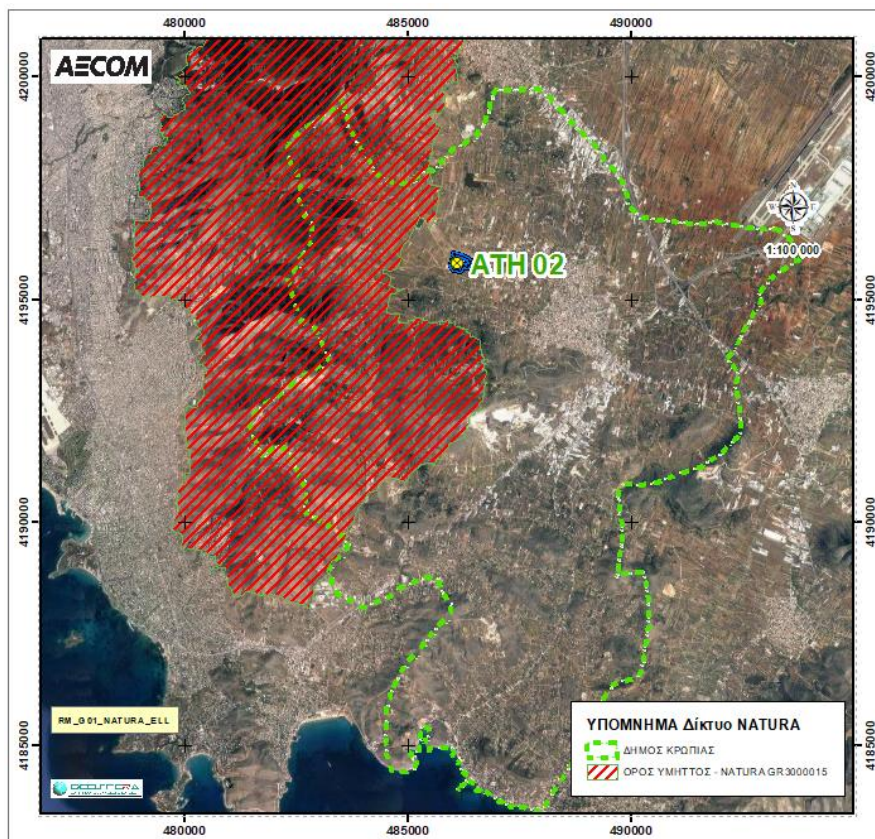 480000 485000 490000
AECOM
4200000 4200000
N
W E
S
1:100 000
ATH 02
4195000 4195000
4190000 4190000
ΥΠΟΜΝΗΜΑ Δίκτυο NATURA
RM_G01_NATURA_ELL
ΔΗΜΟΣ ΚΡΩΠΙΑΣ
4185000 4185000
ΟΡΟΣ ΥΜΗΤΤΟΣ - NATURA GR3000015
480000 485000 490000